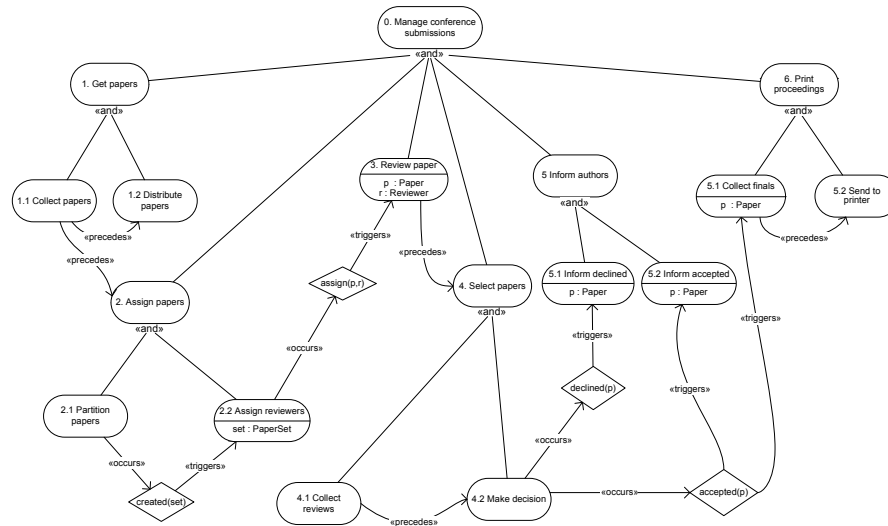 0. Manage conference
submissions
«and»
1. Get papers
«and»
6. Print
proceedings
«and»
3. Review paper
p : Paper
r : Reviewer
5 Inform authors
«and»
1.1 Collect papers
1.2 Distribute
papers
5.1 Collect finals
p : Paper
5.2 Send to
printer
«precedes»
«triggers»
«precedes»
«precedes»
«precedes»
assign(p,r)
4. Select papers
«and»
5.1 Inform declined
p : Paper
5.2 Inform accepted
p : Paper
2. Assign papers
«and»
«triggers»
«triggers»
«occurs»
«triggers»
declined(p)
2.1 Partition
papers
2.2 Assign reviewers
set : PaperSet
«occurs»
«occurs»
«triggers»
created(set)
4.1 Collect
reviews
«precedes»
4.2 Make decision
«occurs»
accepted(p)